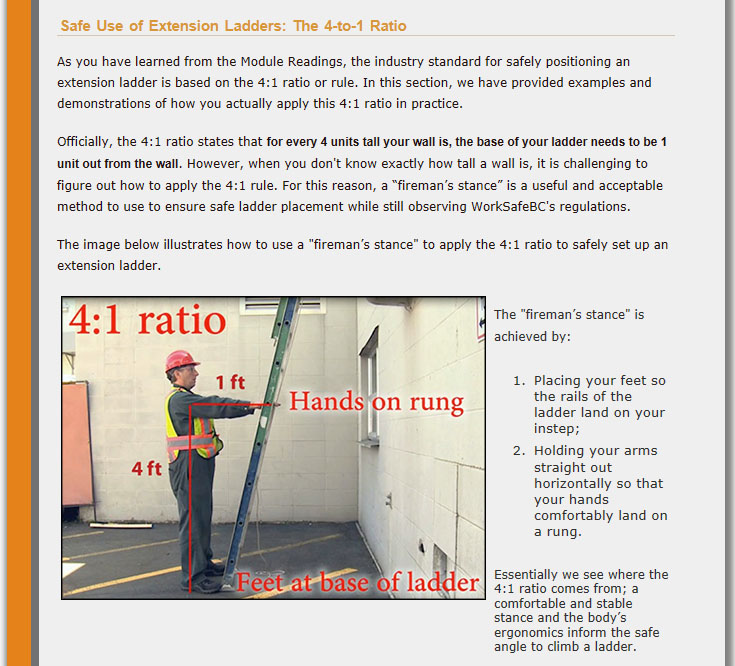 Safe Use of Extension Ladders: The 4-to-1 Ratio
As you have learned from the Module Readings, the industry standard for safely positioning an
extension ladder is based on the 4:1 ratio or rule. In this section, we have provided examples and
demonstrations of how you actually apply this 4:1 ratio in practice.
Officially, the 4:1 ratio states that for every 4 units tall your wall is, the base of your ladder needs to be 1
unit out from the wall. However, when you don't know exactly how tall a wall is, it is challenging to
figure out how to apply the 4:1 rule. For this reason, a “fireman’s stance” is a useful and acceptable
method to use to ensure safe ladder placement while still observing WorkSafeBC's regulations.
The image below illustrates how to use a "fireman’s stance" to apply the 4:1 ratio to safely set up an
extension ladder.
4:1 ratio
1 ft
Hands on rung
4 ft
Feet at base of ladder
The "fireman’s stance" is
achieved by:
1. Placing your feet so
the rails of the
ladder land on your
instep;
2. Holding your arms
straight out
horizontally so that
your hands
comfortably land on
a rung.
Essentially we see where the
4:1 ratio comes from; a
comfortable and stable
stance and the body’s
ergonomics inform the safe
angle to climb a ladder.